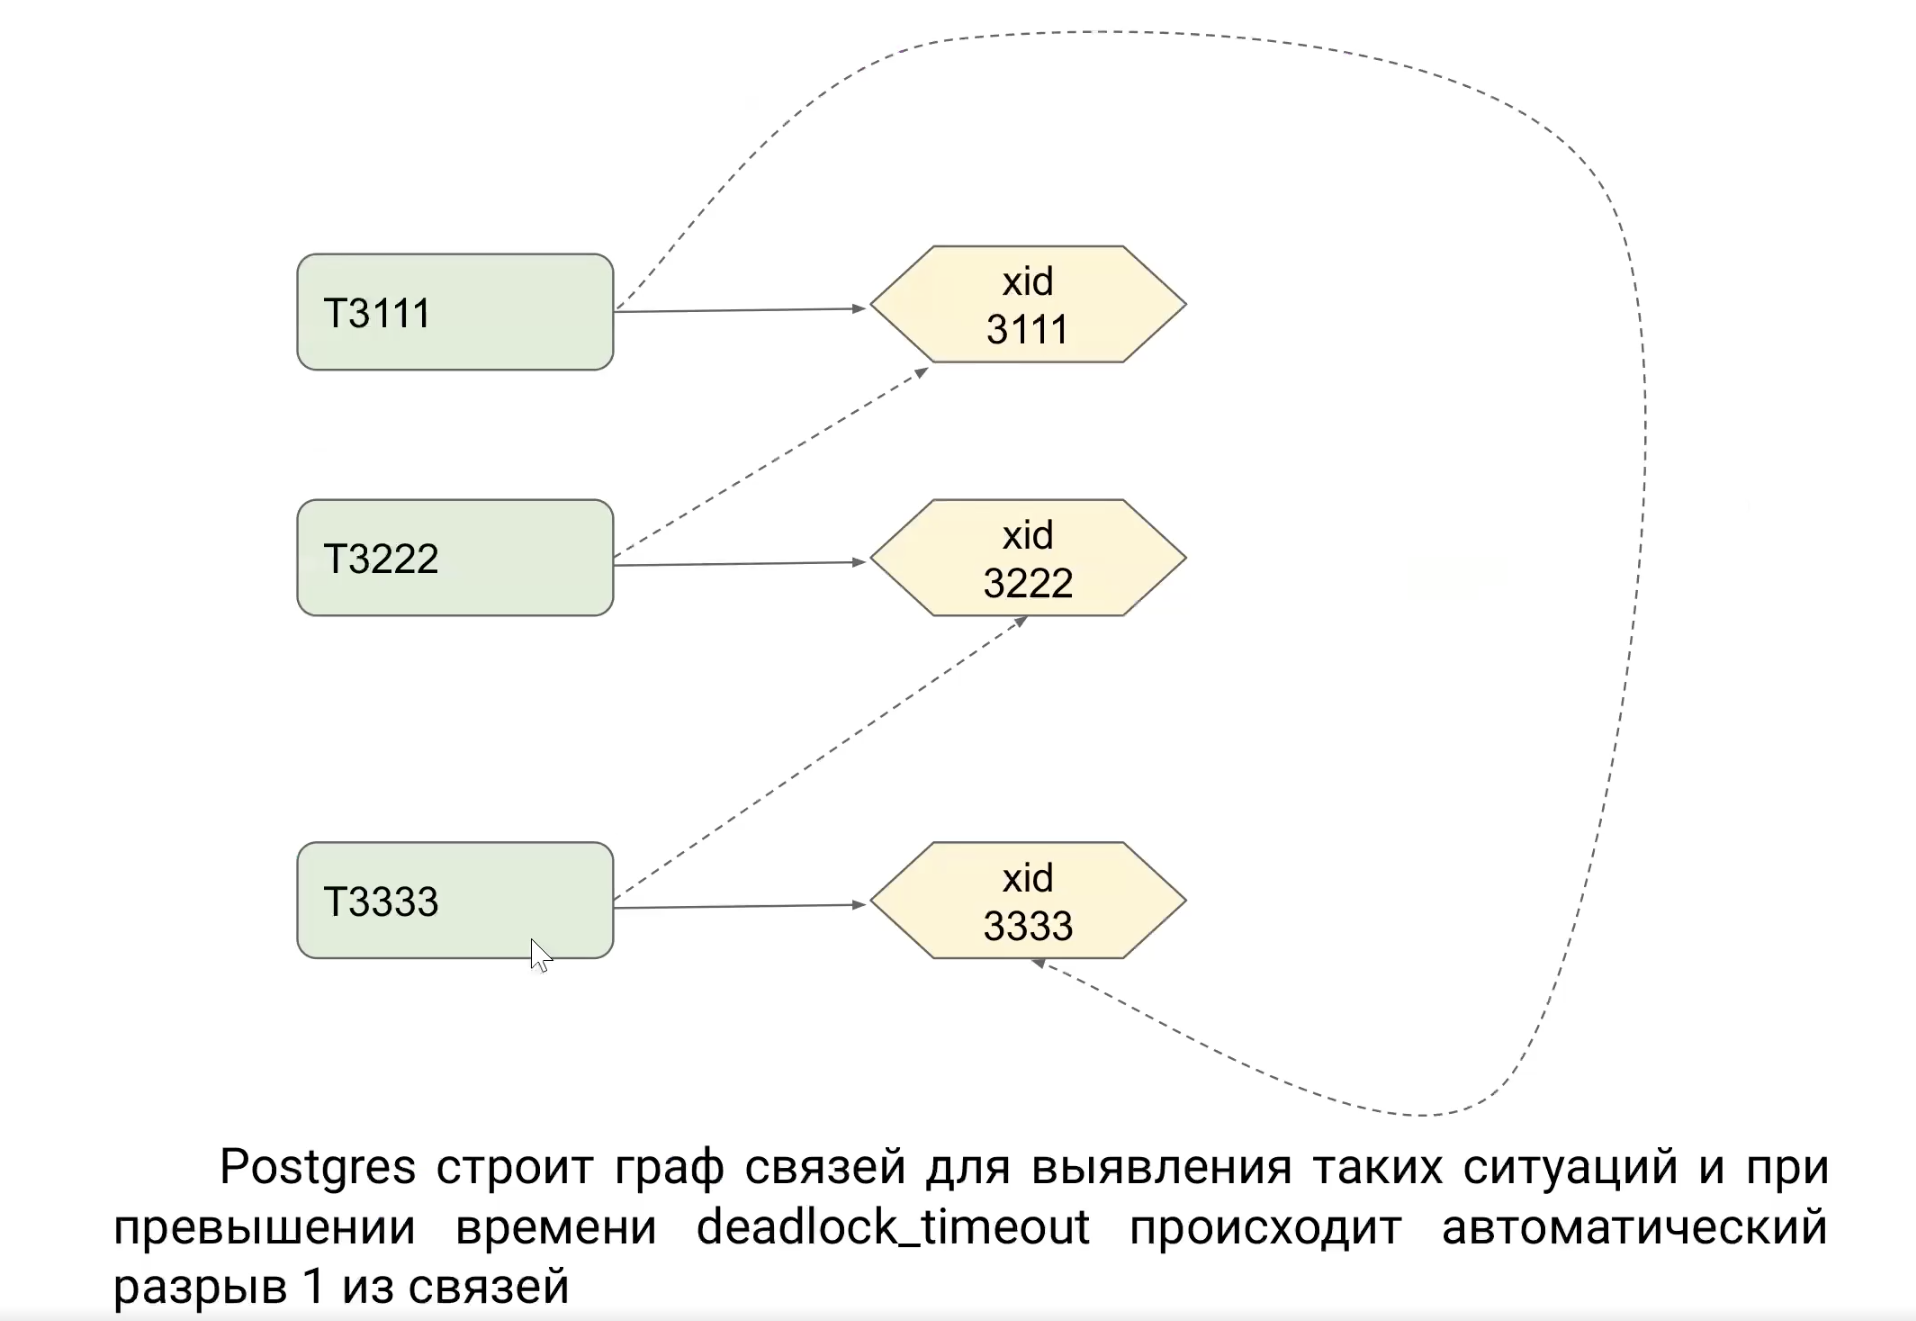 T3111
xid
3111
T3222
xid
3222
T3333
xid
3333
Postgres строит граф связей для выявления таких ситуаций и при
превышении времени deadlock_timeout происходит автоматический
разрыв 1 из связей